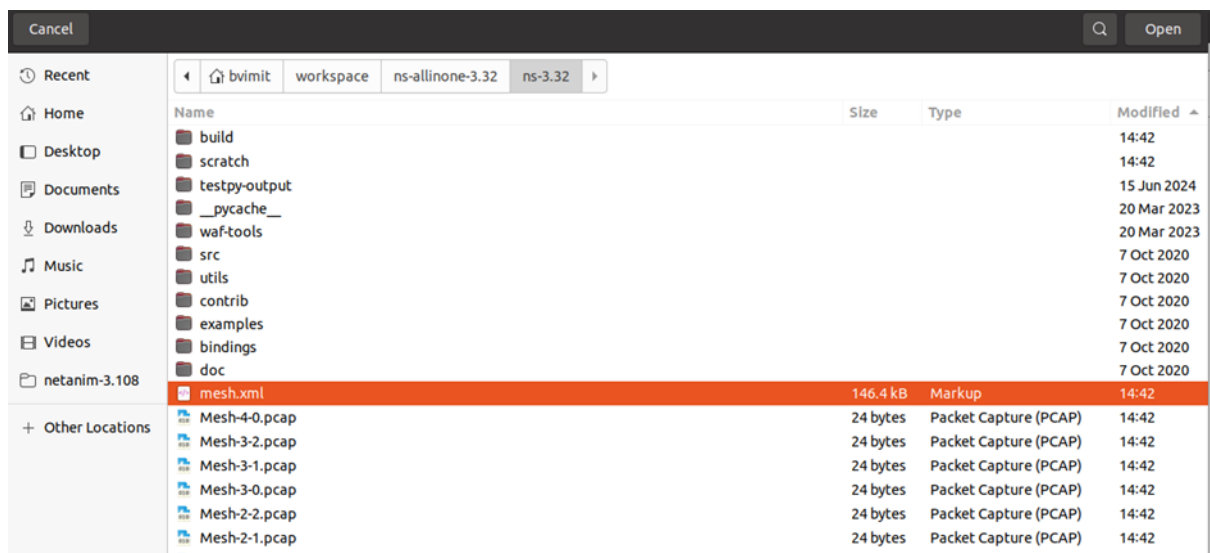 Cancel Open
Recent
Home
Desktop
Documents
Downloads
Music
Pictures
Videos
netanim-3.108
+ Other Locations
bvimit workspace ns-allinone-3.32 ns-3.32
Name Size Type Modified
build 14:42
scratch 14:42
testpy-output 15 Jun 2024
__pycache__ 20 Mar 2023
waf-tools 20 Mar 2023
src 7 Oct 2020
utils 7 Oct 2020
contrib 7 Oct 2020
examples 7 Oct 2020
bindings 7 Oct 2020
doc 7 Oct 2020
mesh.xml 146.4 kB Markup 14:42
Mesh-4-0.pcap 24 bytes Packet Capture (PCAP) 14:42
Mesh-3-2.pcap 24 bytes Packet Capture (PCAP) 14:42
Mesh-3-1.pcap 24 bytes Packet Capture (PCAP) 14:42
Mesh-3-0.pcap 24 bytes Packet Capture (PCAP) 14:42
Mesh-2-2.pcap 24 bytes Packet Capture (PCAP) 14:42
Mesh-2-1.pcap 24 bytes Packet Capture (PCAP) 14:42